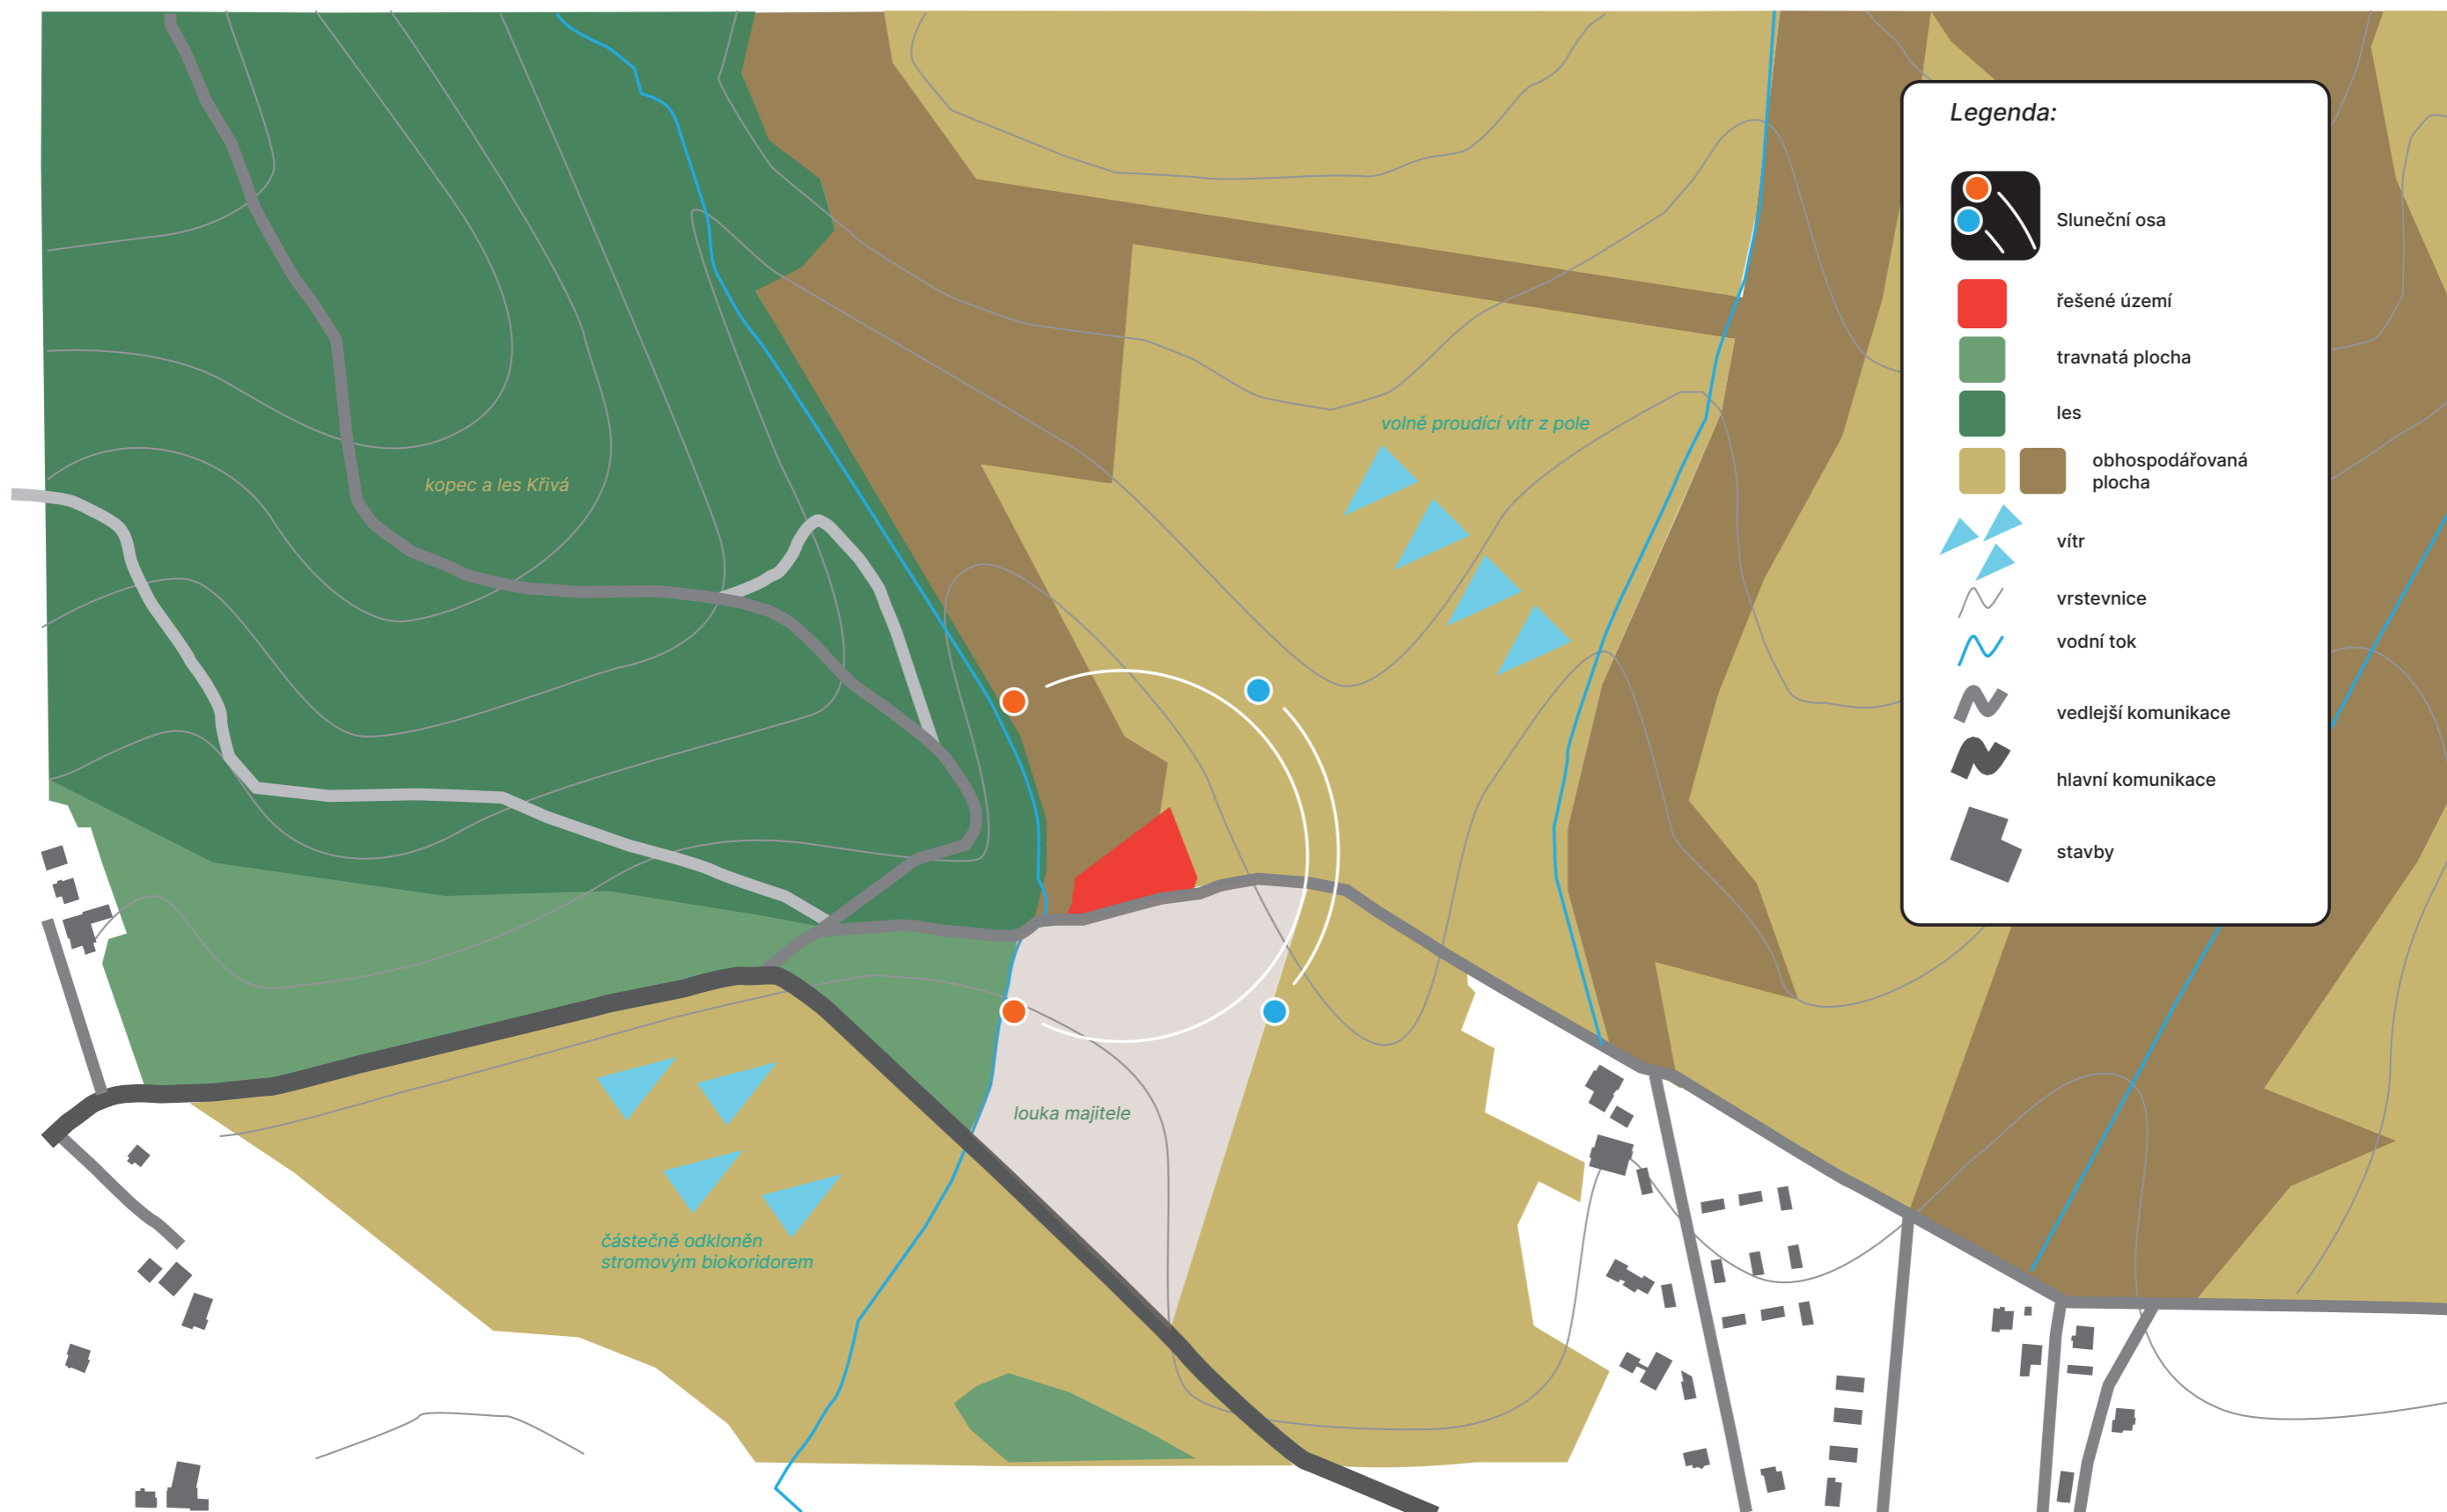 Legenda:
Sluneční osa
řešené území
travnatá plocha
les
obhospodářovaná
plocha
vítr
vrstevnice
vodní tok
vedlejší komunikace
hlavní komunikace
stavby
volně proudící vítr z pole
kopec a les Křivá
louka majitele
částečně odkloněn
stromovým biokoridorem